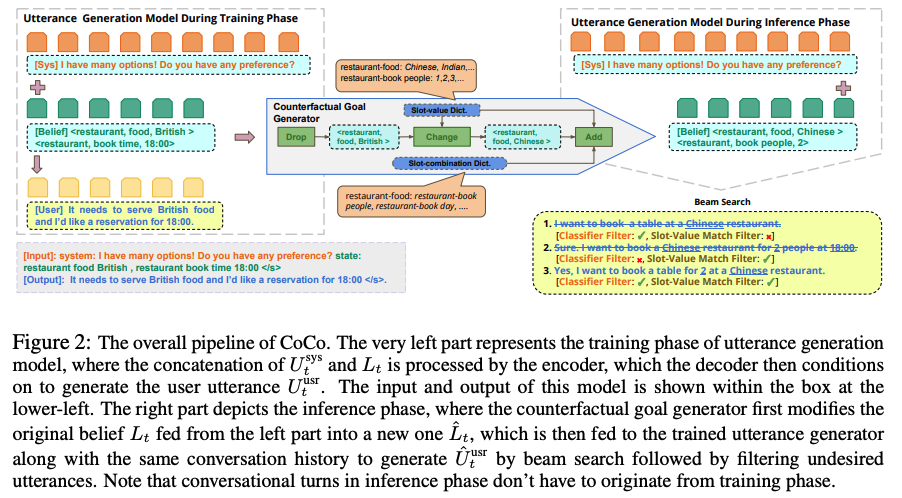 Utterance Generation Model During Training Phase
[Sys] I have many options! Do you have any preference?
[Belief] <restaurant, food, British >
<restaurant, book time, 18:00>
[User] It needs to serve British food
and I'd like a reservation for 18:00.
[Input]: system: I have many options! Do you have any preference? state:
restaurant food British , restaurant book time 18:00 </s>
[Output]: It needs to serve British food and I'd like a reservation for 18:00 </s>.
restaurant-food: Chinese, Indian,...
restaurant-book people: 1,2,3,...
Counterfactual Goal
Generator
Slot-value Dict.
Drop
<restaurant,
food, British >
Change
<restaurant,
food, Chinese >
Add
Slot-combination Dict.
restaurant-food: restaurant-book
people, restaurant-book day, ....
Utterance Generation Model During Inference Phase
[Sys] I have many options! Do you have any preference?
[Belief] <restaurant, food, Chinese >
<restaurant, book people, 2>
Beam Search
1. I want to book a table at a Chinese restaurant.
[Classifier Filter: ✓, Slot-Value Match Filter: ✗]
2. Sure. I want to book a Chinese restaurant for 2 people at 18:00.
[Classifier Filter: ✗, Slot-Value Match Filter: ✓]
3. Yes, I want to book a table for 2 at a Chinese restaurant.
[Classifier Filter: ✓, Slot-Value Match Filter: ✓]
Figure 2: The overall pipeline of CoCo. The very left part represents the training phase of utterance generation
model, where the concatenation of U_t^sys and L_t is processed by the encoder, which the decoder then conditions
on to generate the user utterance U_t^usr. The input and output of this model is shown within the box at the
lower-left. The right part depicts the inference phase, where the counterfactual goal generator first modifies the
original belief L_t fed from the left part into a new one L̂_t, which is then fed to the trained utterance generator
along with the same conversation history to generate Û_t^usr by beam search followed by filtering undesired
utterances. Note that conversational turns in inference phase don't have to originate from training phase.